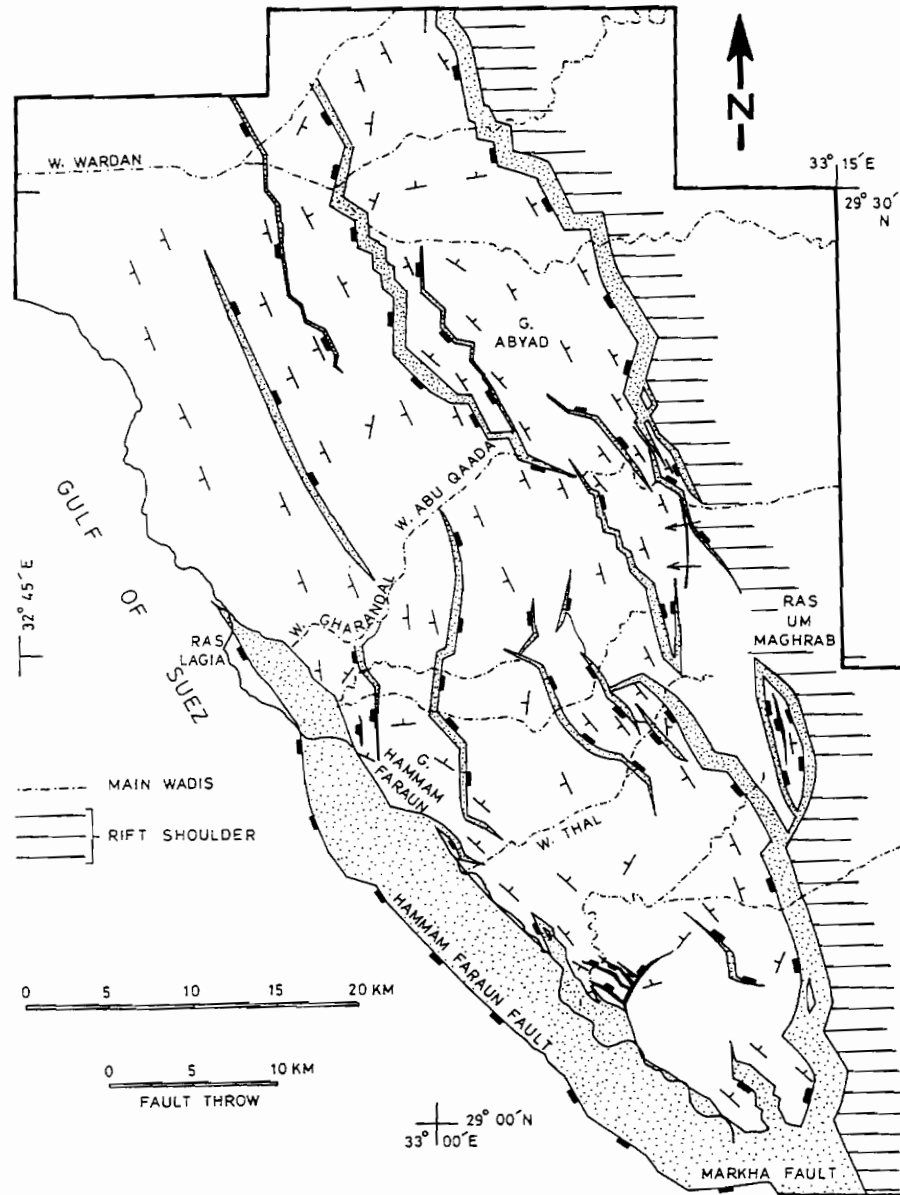 N
33° 15′E
29° 30′
N
W. WARDAN
G.
ABYAD
W. ABU QAADA
GULF
OF
SUEZ
32° 45′E
W. GHARANDAL
RAS
LAGIA
RAS
UM
MAGHRAB
G.
HAMMAM
FARAUN
MAIN WADIS
RIFT SHOULDER
W. THAL
HAMMAM FARAUN FAULT
0 5 10 15 20 KM
0 5 10 KM
FAULT THROW
29° 00′N
33° 00′E
MARKHA FAULT